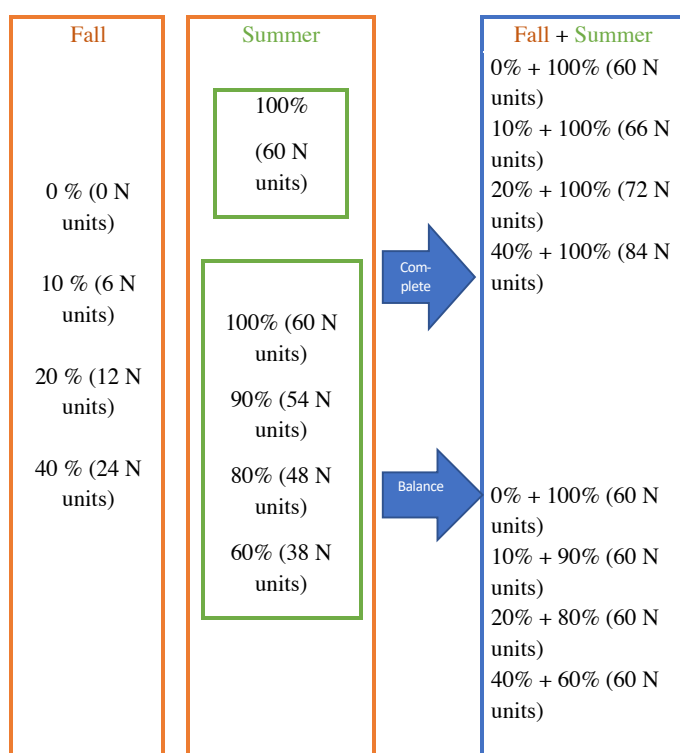 Fall
0 % (0 N
units)
10 % (6 N
units)
20 % (12 N
units)
40 % (24 N
units)
Summer
100%
(60 N
units)
100% (60 N
units)
90% (54 N
units)
80% (48 N
units)
60% (38 N
units)
Com-
plete
Balance
Fall + Summer
0% + 100% (60 N
units)
10% + 100% (66 N
units)
20% + 100% (72 N
units)
40% + 100% (84 N
units)
0% + 100% (60 N
units)
10% + 90% (60 N
units)
20% + 80% (60 N
units)
40% + 60% (60 N
units)